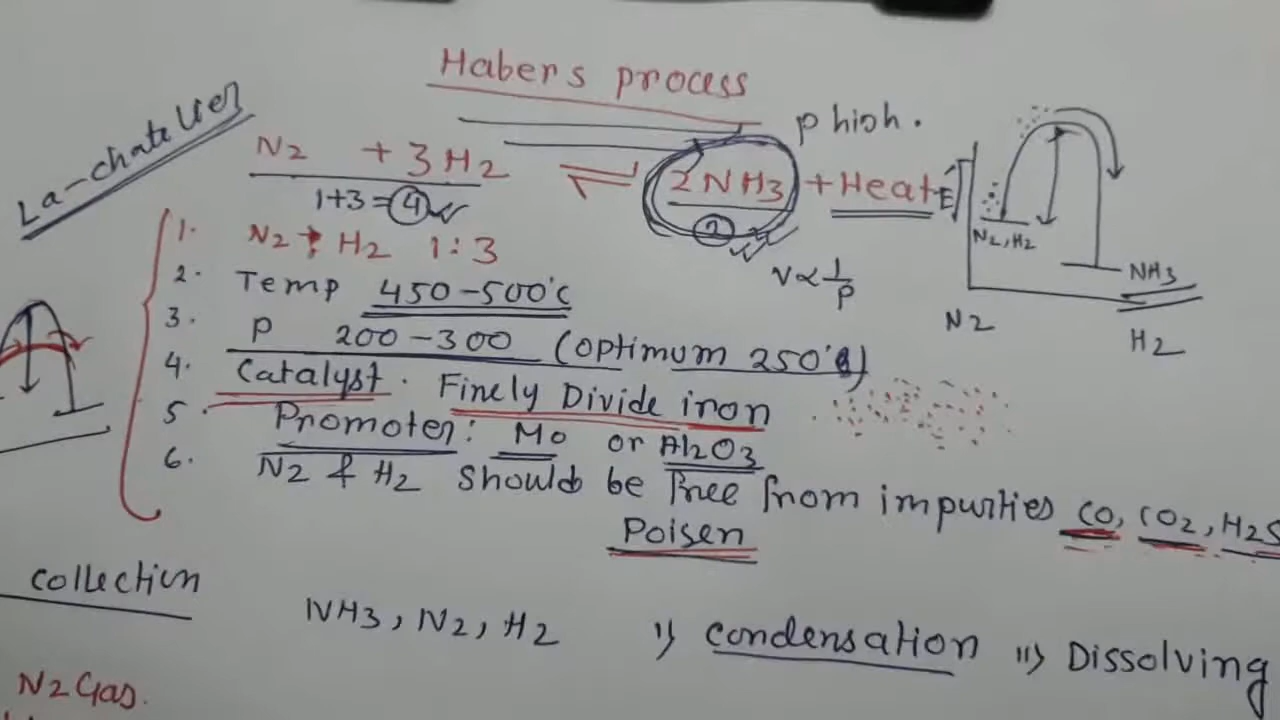 Habers process
La-chatelier
P high.
N2 + 3H2 ⇌ 2NH3 + Heat
1+3 = 4
2
V∝1/P
E
N2, H2
NH3
N2
H2
1. N2 : H2 1:3
2. Temp 450-500°C
3. P 200-300 (optimum 250)
4. Catalyst. Finely Divide iron
5. Promoter: Mo or Al2O3
6. N2 & H2 should be free from impurties CO, CO2, H2S
Poisen
Collection
NH3, N2, H2 i) Condensation ii) Dissolving
N2 Gas.